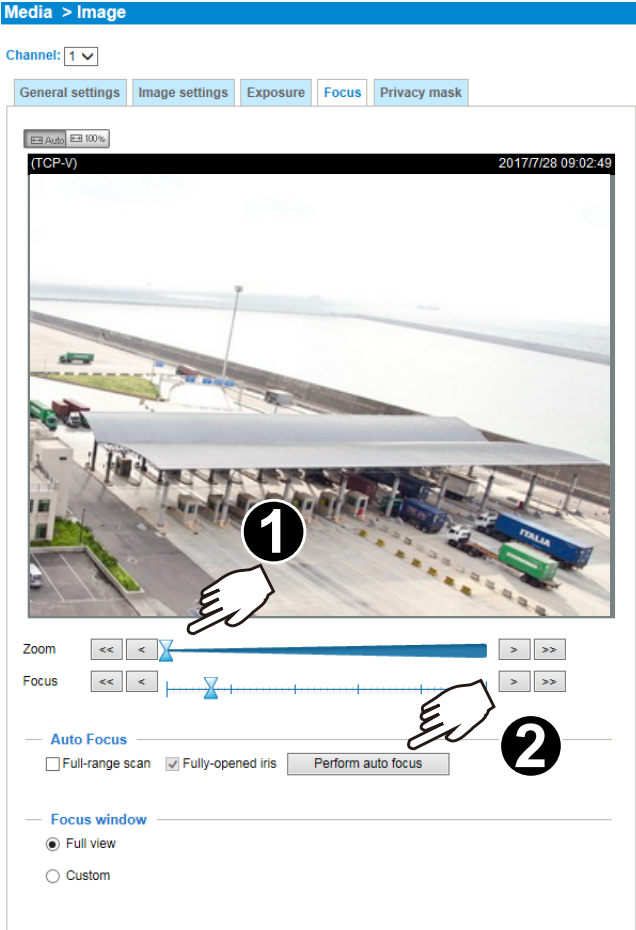 Media > Image
Channel: 1
General settings Image settings Exposure Focus Privacy mask
Auto 100%
(TCP-V) 2017/7/28 09:02:49
ITALIA
1
Zoom << < > >>
Focus << < > >>
2
Auto Focus
Full-range scan Fully-opened iris Perform auto focus
Focus window
Full view
Custom